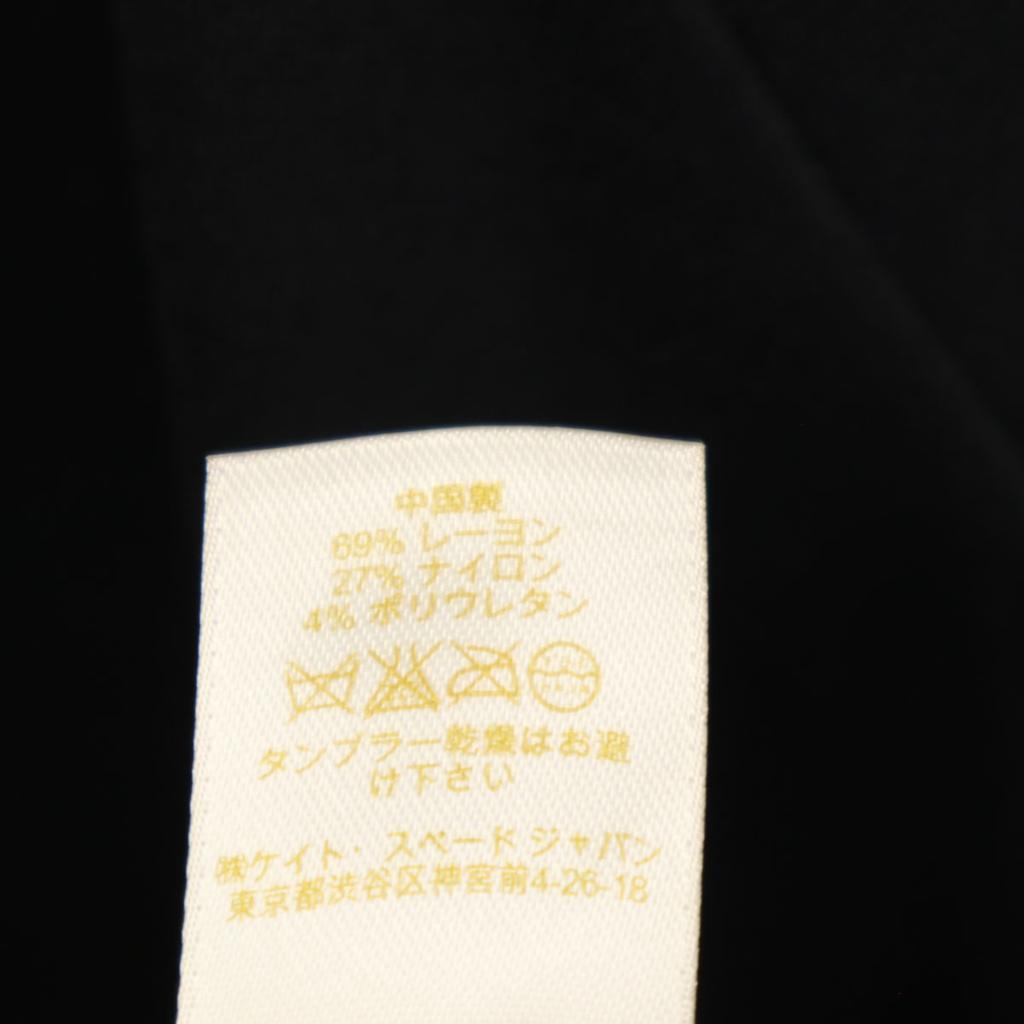 中国製
69% レーヨン
27% ナイロン
4% ポリウレタン
タンブラー乾燥はお避
け下さい
㈱ケイト・スペード ジャパン
東京都渋谷区神宮前4-26-18